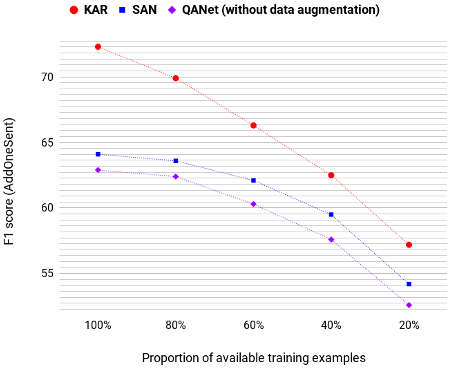 KAR SAN QANet (without data augmentation)
70
65
60
55
F1 score (AddOneSent)
100% 80% 60% 40% 20%
Proportion of available training examples